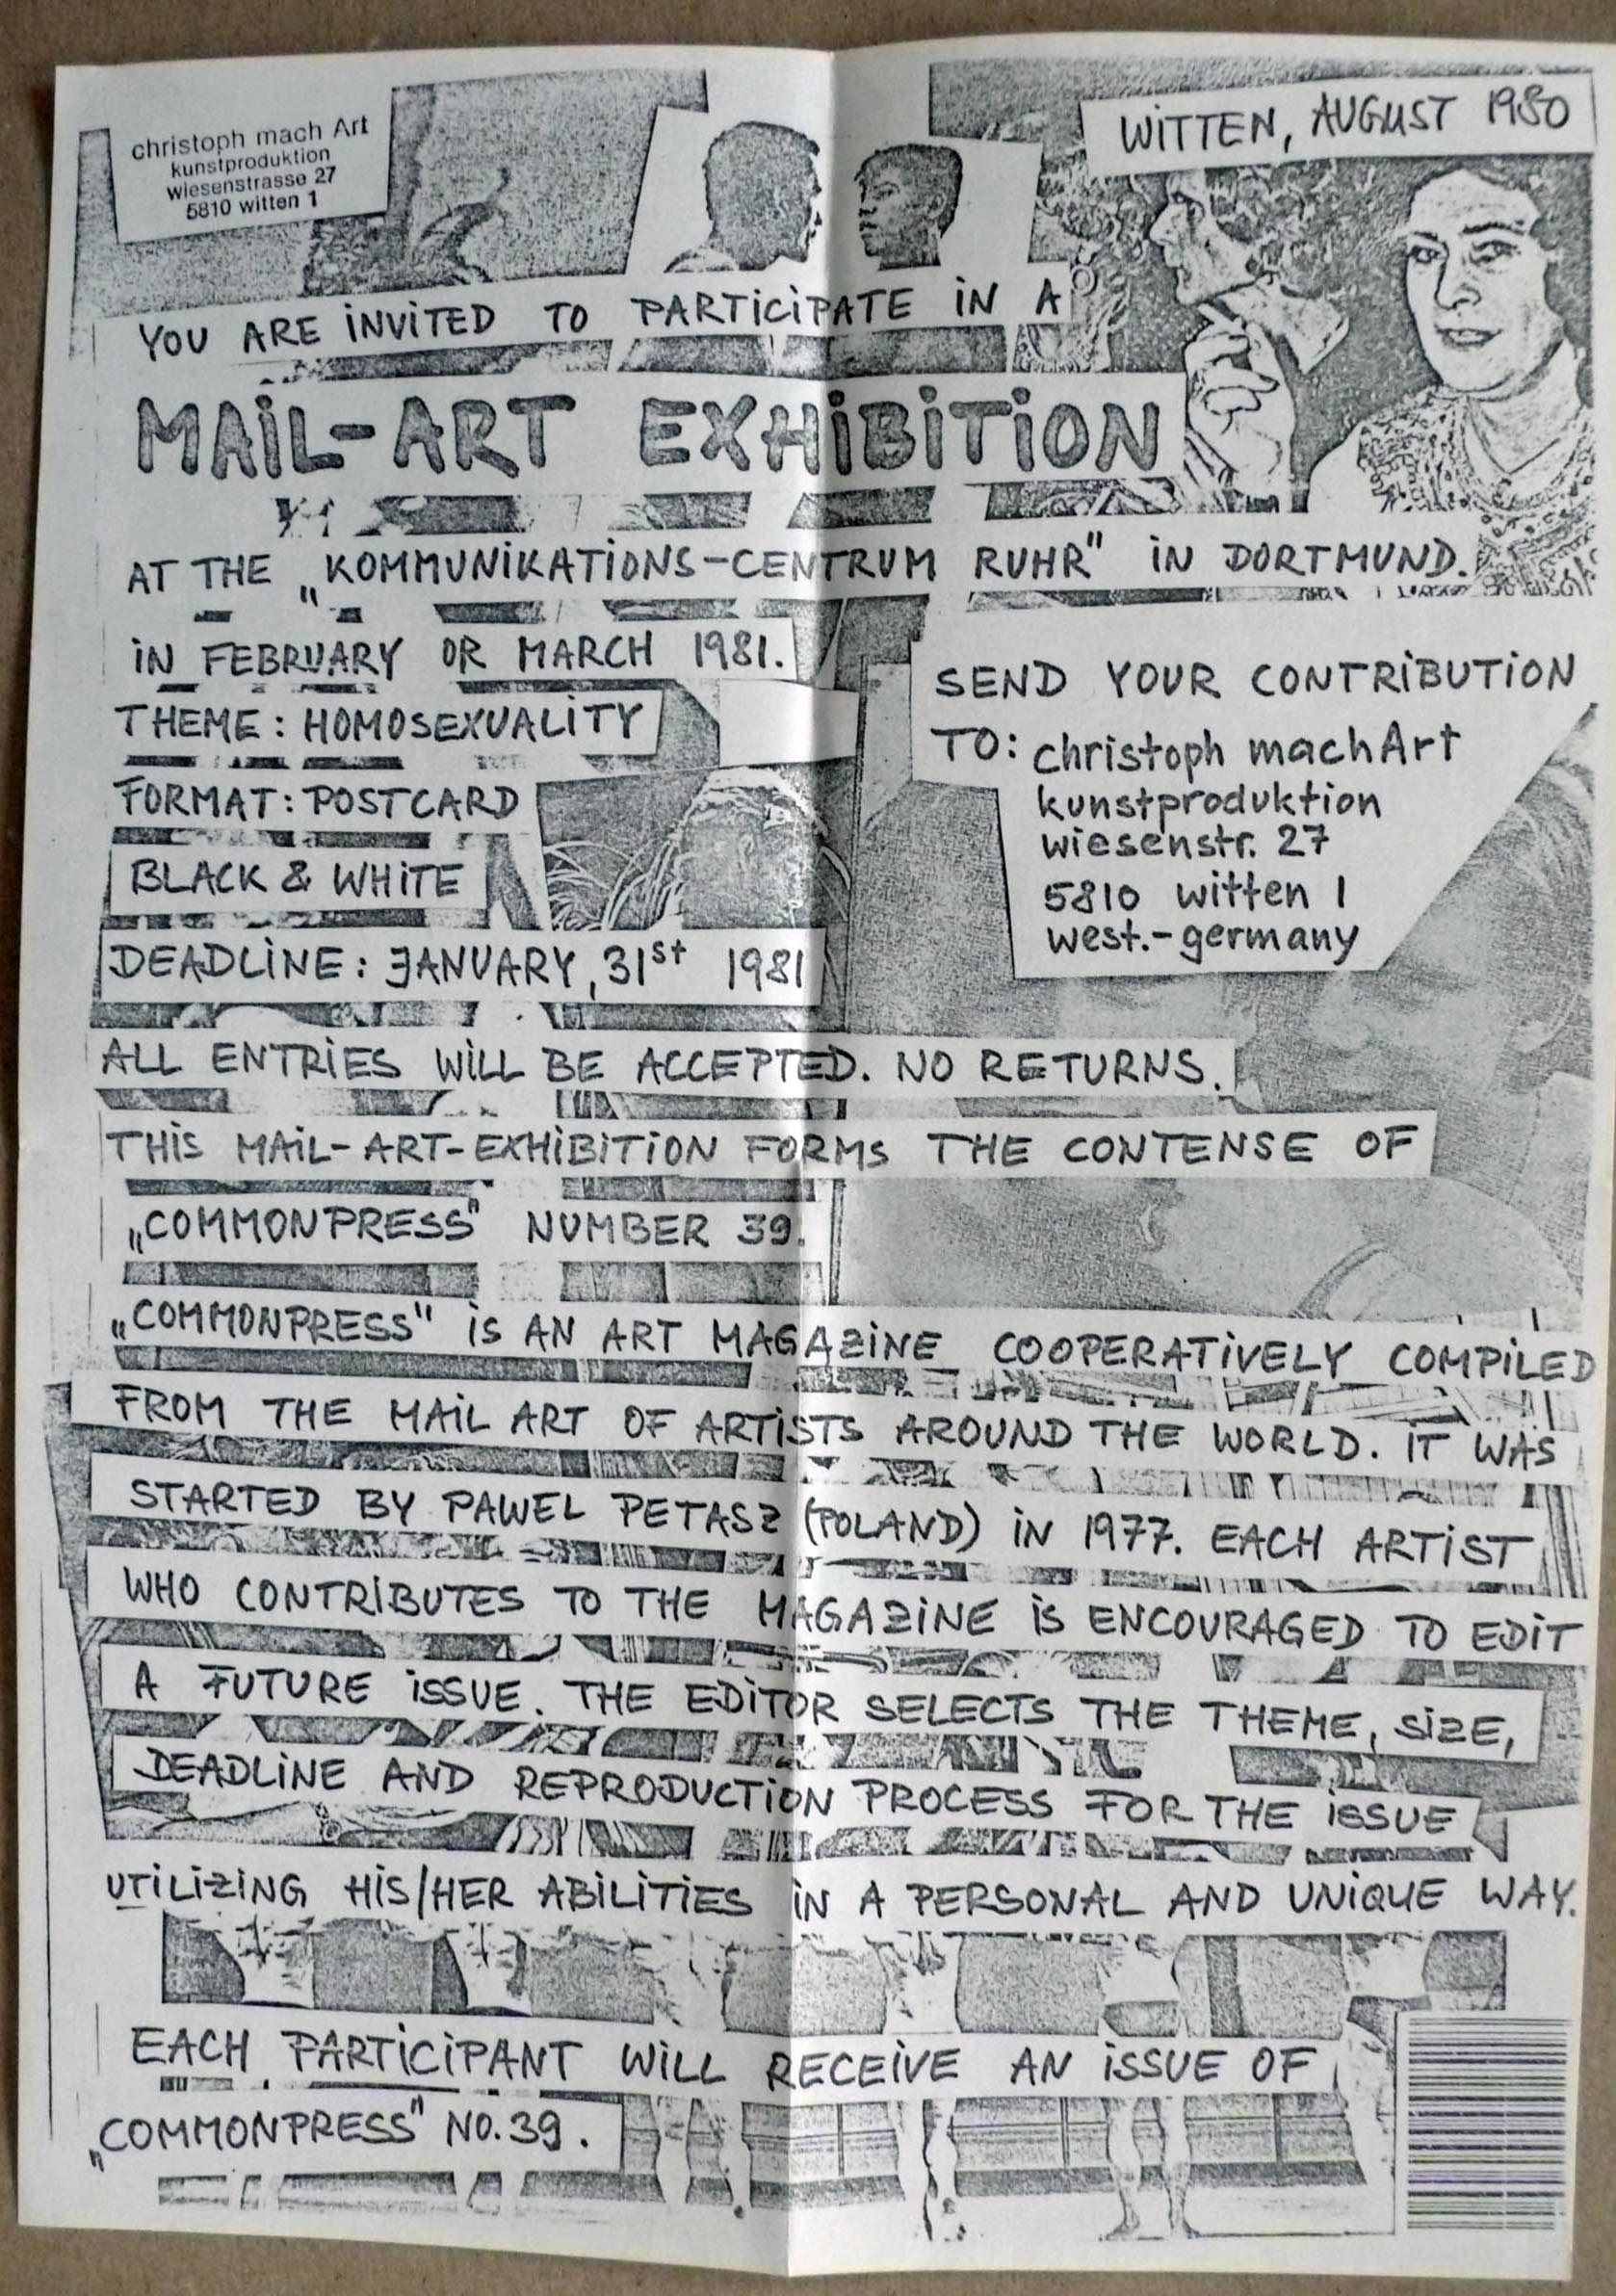 christoph mach Art
kunstproduktion
wiesenstrasse 27
5810 witten 1
WITTEN, AUGUST 1980
YOU ARE INVITED TO PARTICIPATE IN A
MAIL-ART EXHIBITION
AT THE „KOMMUNIKATIONS-CENTRUM RUHR" IN DORTMUND.
IN FEBRUARY OR MARCH 1981.
THEME: HOMOSEXUALITY
FORMAT: POSTCARD
BLACK & WHITE
DEADLINE: JANUARY, 31st 1981
SEND YOUR CONTRIBUTION
TO: christoph machArt
kunstproduktion
wiesenstr. 27
5810 witten 1
west.-germany
ALL ENTRIES WILL BE ACCEPTED. NO RETURNS.
THIS MAIL-ART-EXHIBITION FORMS THE CONTENSE OF
„COMMONPRESS" NUMBER 39.
„COMMONPRESS" IS AN ART MAGAZINE COOPERATIVELY COMPILED
FROM THE MAIL ART OF ARTISTS AROUND THE WORLD. IT WAS
STARTED BY PAWEL PETASZ (POLAND) IN 1977. EACH ARTIST
WHO CONTRIBUTES TO THE MAGAZINE IS ENCOURAGED TO EDIT
A FUTURE ISSUE. THE EDITOR SELECTS THE THEME, SIZE,
DEADLINE AND REPRODUCTION PROCESS FOR THE ISSUE
UTILIZING HIS/HER ABILITIES IN A PERSONAL AND UNIQUE WAY.
EACH PARTICIPANT WILL RECEIVE AN ISSUE OF
„COMMONPRESS" NO. 39.